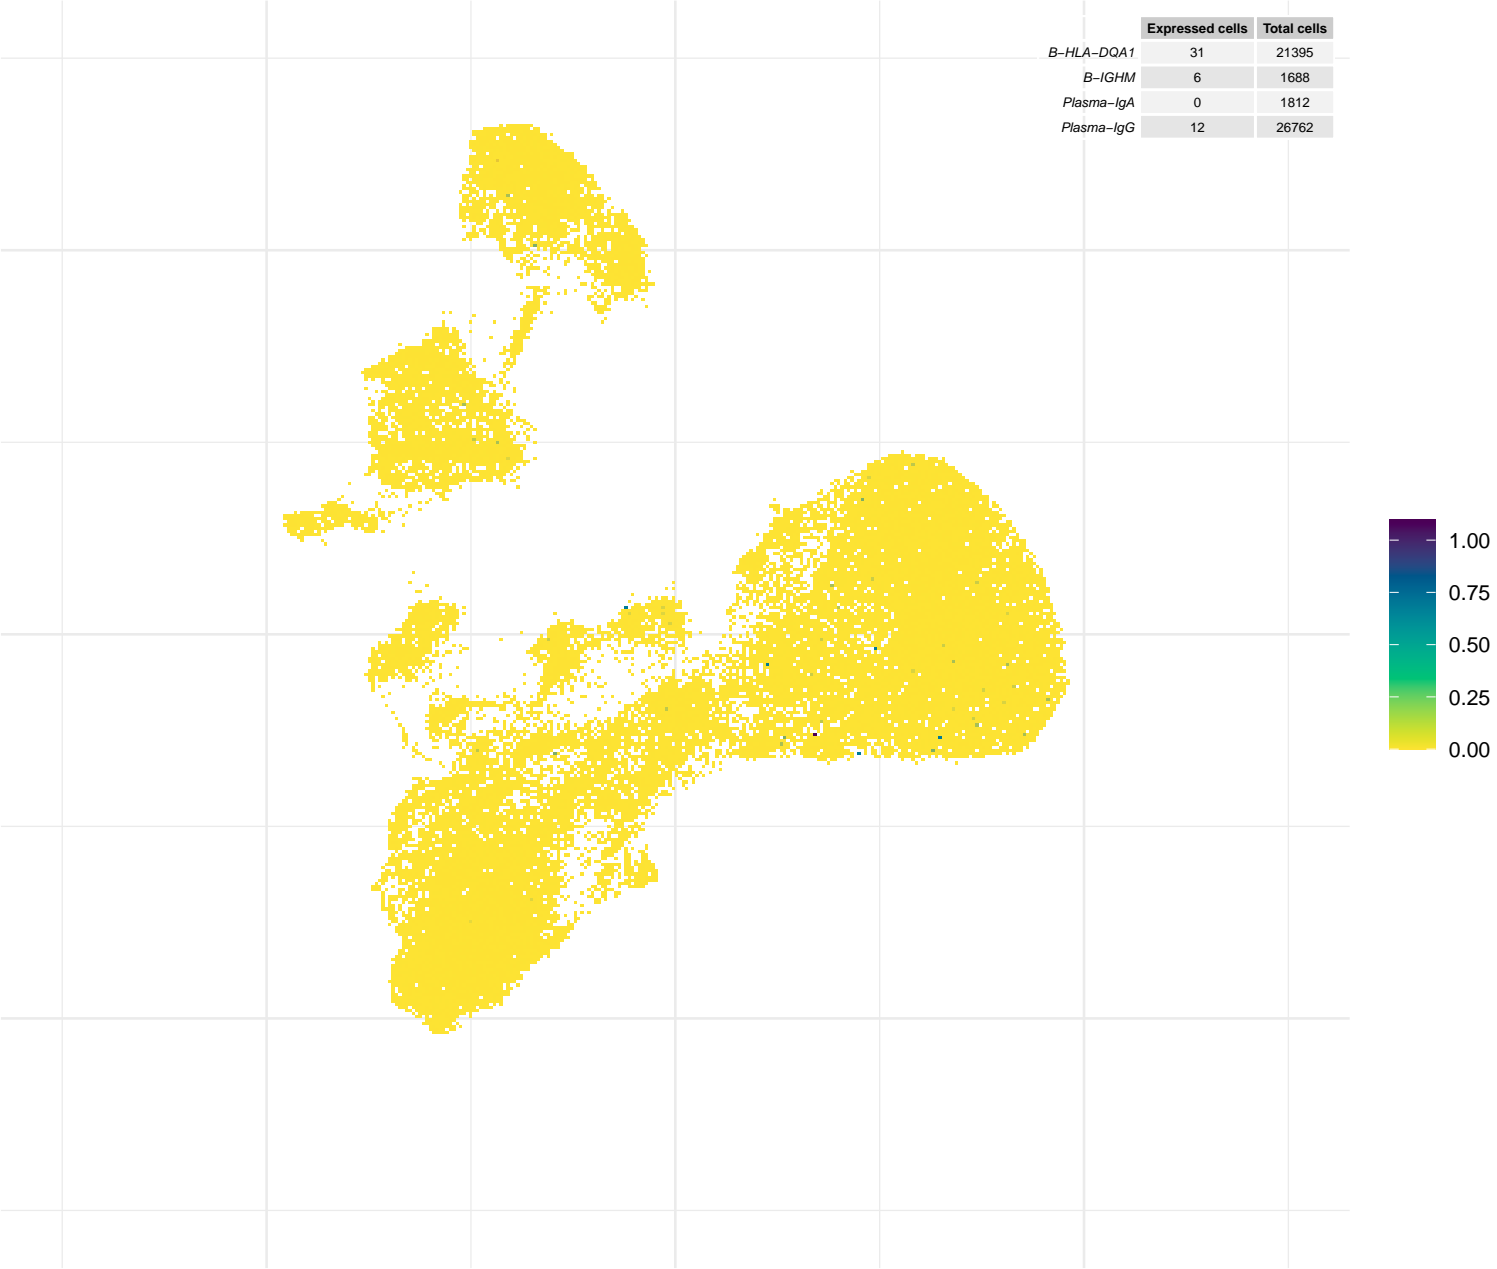 Expressed cells Total cells
B−HLA−DQA1 31 21395
B−IGHM 6 1688
Plasma−IgA 0 1812
Plasma−IgG 12 26762
1.00
0.75
0.50
0.25
0.00